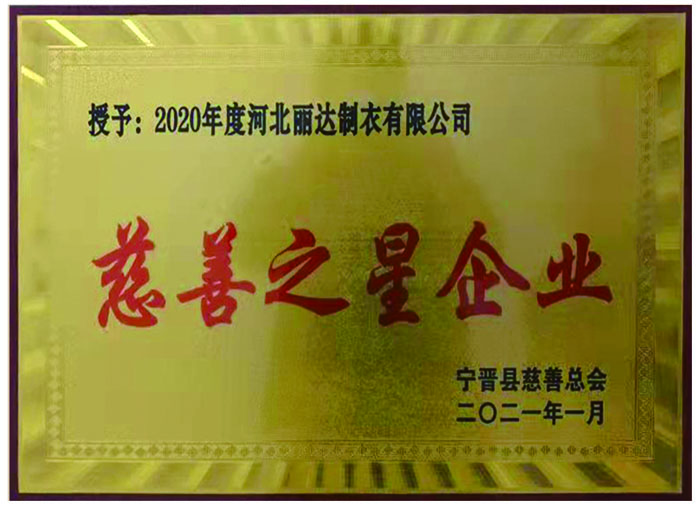 授予：2020年度河北丽达制衣有限公司
慈善之星企业
宁晋县慈善总会
二〇二一年一月